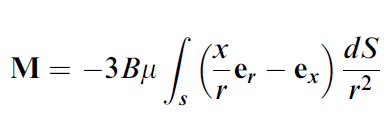 M = −3Bμ ∫_s (x/r e_r − e_x) dS/r²